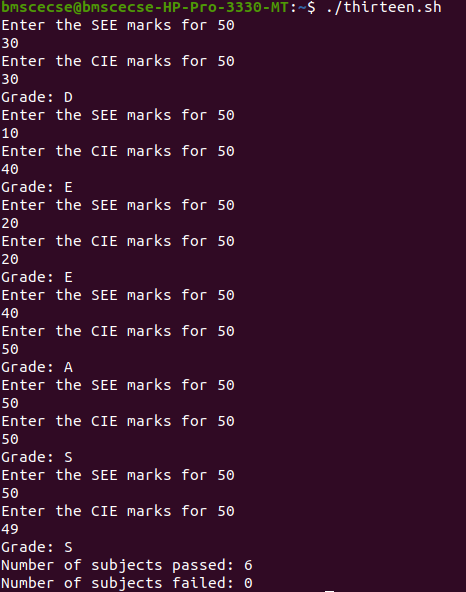 bmscecse@bmscecse-HP-Pro-3330-MT:~$ ./thirteen.sh
Enter the SEE marks for 50
30
Enter the CIE marks for 50
30
Grade: D
Enter the SEE marks for 50
10
Enter the CIE marks for 50
40
Grade: E
Enter the SEE marks for 50
20
Enter the CIE marks for 50
20
Grade: E
Enter the SEE marks for 50
40
Enter the CIE marks for 50
50
Grade: A
Enter the SEE marks for 50
50
Enter the CIE marks for 50
50
Grade: S
Enter the SEE marks for 50
50
Enter the CIE marks for 50
49
Grade: S
Number of subjects passed: 6
Number of subjects failed: 0